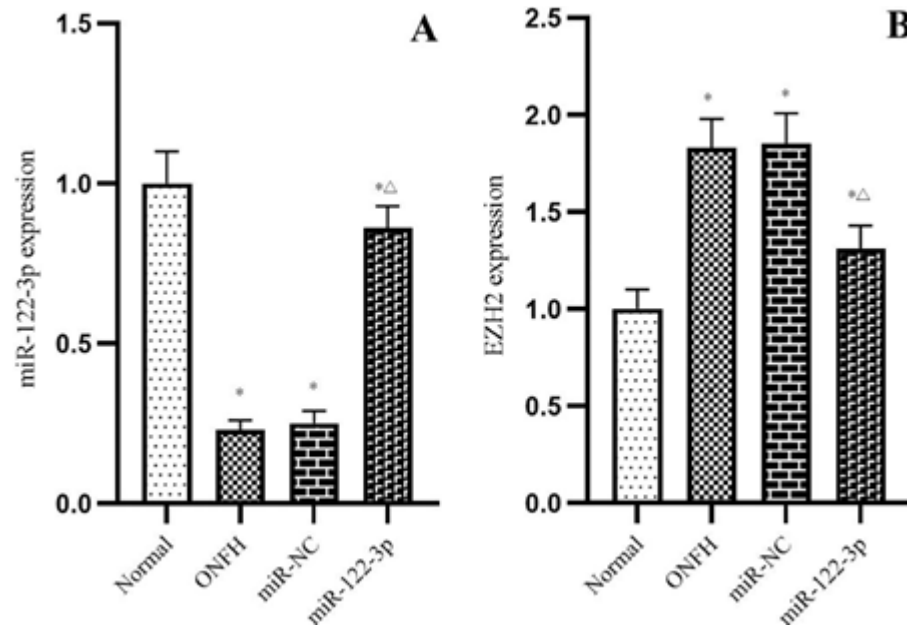 A
miR-122-3p expression
1.5
1.0
0.5
0.0
*
*
*△
Normal
ONFH
miR-NC
miR-122-3p
B
EZH2 expression
2.5
2.0
1.5
1.0
0.5
0.0
*
*
*△
Normal
ONFH
miR-NC
miR-122-3p